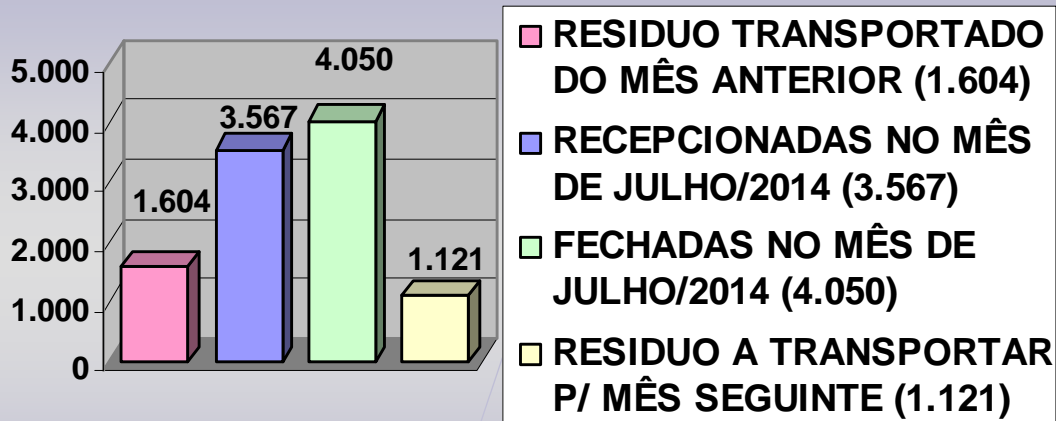 5.000
4.000
3.000
2.000
1.000
0
1.604
3.567
4.050
1.121
RESIDUO TRANSPORTADO
DO MÊS ANTERIOR (1.604)
RECEPCIONADAS NO MÊS
DE JULHO/2014 (3.567)
FECHADAS NO MÊS DE
JULHO/2014 (4.050)
RESIDUO A TRANSPORTAR
P/ MÊS SEGUINTE (1.121)